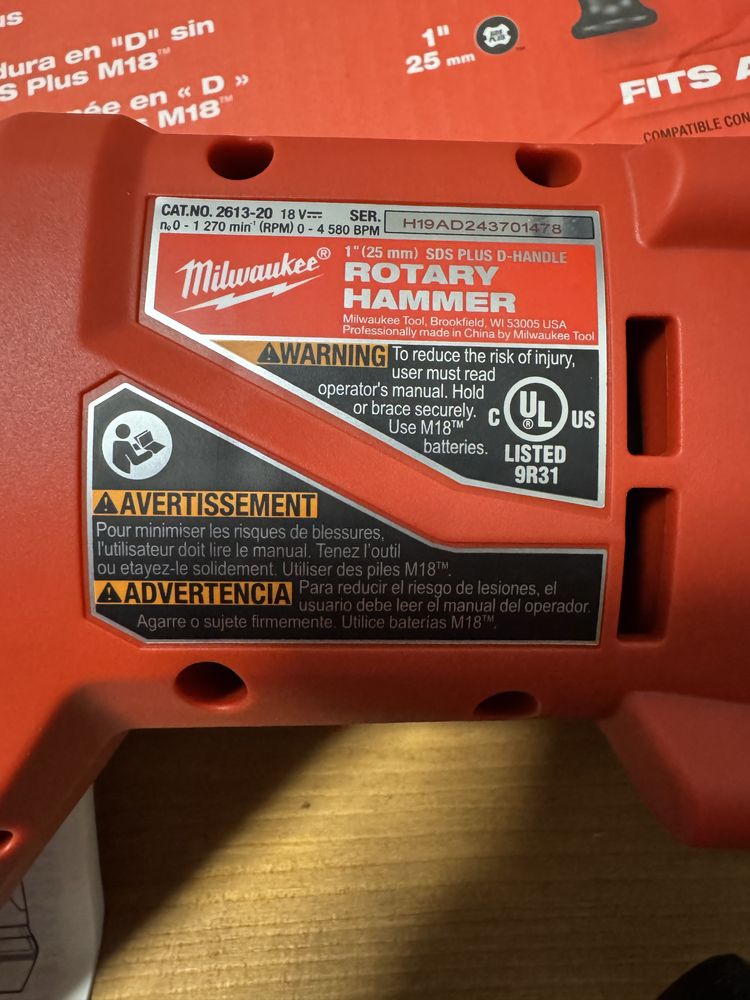 us
dura en "D" sin
S Plus M18™
ée en « D »
M18™
1"
25 mm
FITS
COMPATIBLE CON
CAT.NO. 2613-20 18 V⎓ SER. H19AD243701478
n₀ 0 - 1 270 min⁻¹ (RPM) 0 - 4 580 BPM
1" (25 mm) SDS PLUS D-HANDLE
Milwaukee®
ROTARY
HAMMER
Milwaukee Tool, Brookfield, WI 53005 USA
Professionally made in China by Milwaukee Tool
⚠WARNING To reduce the risk of injury,
user must read
operator's manual. Hold
or brace securely.
Use M18™
batteries.
C UL® US
LISTED
9R31
⚠AVERTISSEMENT
Pour minimiser les risques de blessures,
l'utilisateur doit lire le manual. Tenez l'outil
ou etayez-le solidement. Utiliser des piles M18™.
⚠ADVERTENCIA Para reducir el riesgo de lesiones, el
usuario debe leer el manual del operador.
Agarre o sujete firmemente. Utilice baterías M18™.